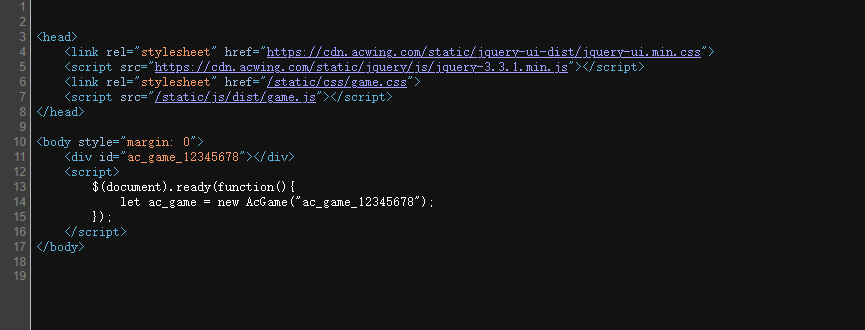 1
2
3 <head>
4     <link rel="stylesheet" href="https://cdn.acwing.com/static/jquery-ui-dist/jquery-ui.min.css">
5     <script src="https://cdn.acwing.com/static/jquery/js/jquery-3.3.1.min.js"></script>
6     <link rel="stylesheet" href="/static/css/game.css">
7     <script src="/static/js/dist/game.js"></script>
8 </head>
9
10 <body style="margin: 0">
11     <div id="ac_game_12345678"></div>
12     <script>
13         $(document).ready(function(){
14             let ac_game = new AcGame("ac_game_12345678");
15         });
16     </script>
17 </body>
18
19